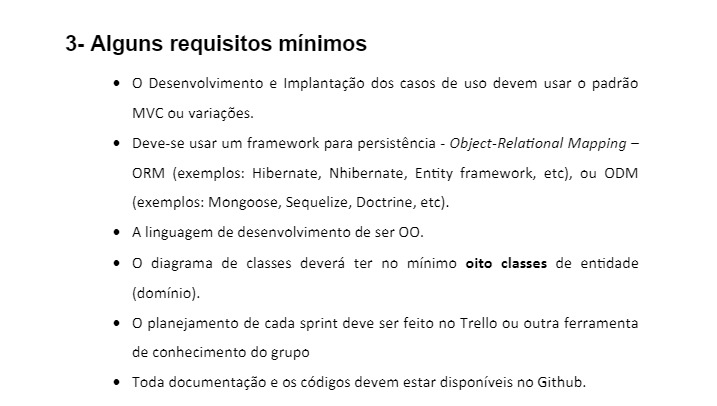 3- Alguns requisitos mínimos
• O Desenvolvimento e Implantação dos casos de uso devem usar o padrão
MVC ou variações.
• Deve-se usar um framework para persistência - Object-Relational Mapping –
ORM (exemplos: Hibernate, Nhibernate, Entity framework, etc), ou ODM
(exemplos: Mongoose, Sequelize, Doctrine, etc).
• A linguagem de desenvolvimento de ser OO.
• O diagrama de classes deverá ter no mínimo oito classes de entidade
(domínio).
• O planejamento de cada sprint deve ser feito no Trello ou outra ferramenta
de conhecimento do grupo
• Toda documentação e os códigos devem estar disponíveis no Github.